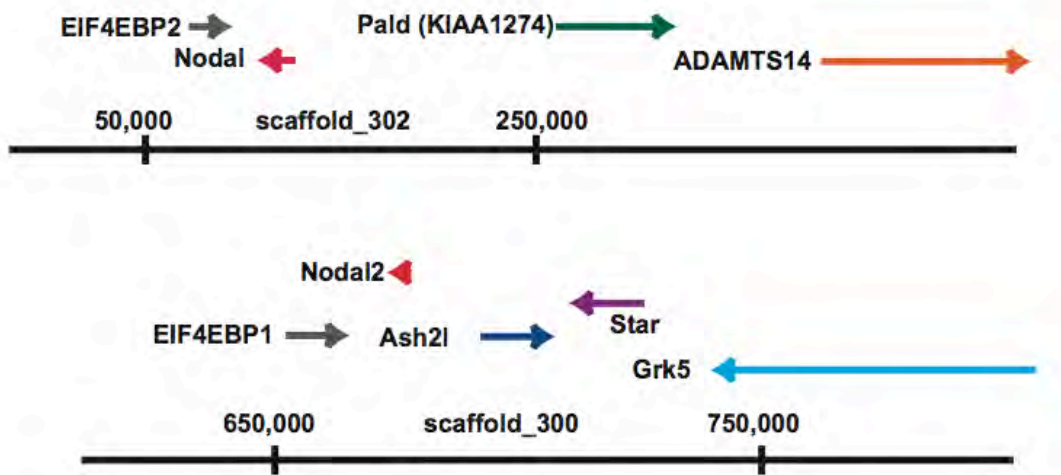 EIF4EBP2 Pald (KIAA1274)
Nodal ADAMTS14
50,000 scaffold_302 250,000
Nodal2
EIF4EBP1 Ash2l Star
Grk5
650,000 scaffold_300 750,000